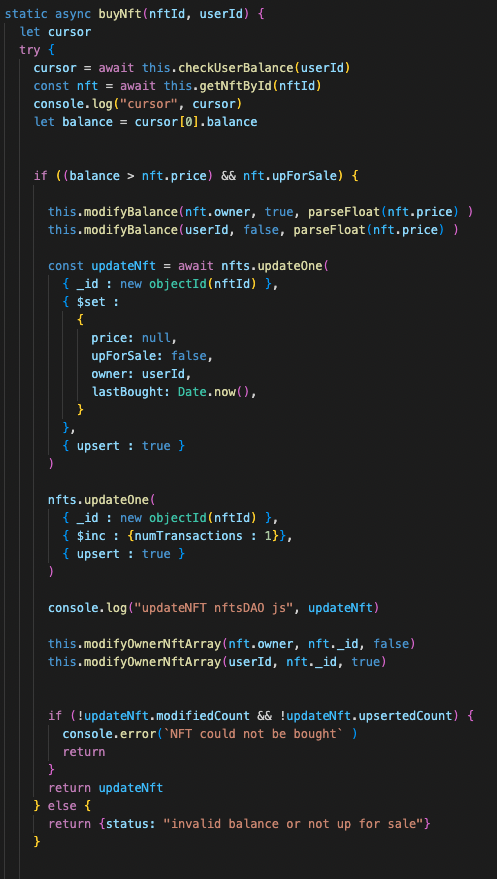 static async buyNft(nftId, userId) {
let cursor
try {
cursor = await this.checkUserBalance(userId)
const nft = await this.getNftById(nftId)
console.log("cursor", cursor)
let balance = cursor[0].balance
if ((balance > nft.price) && nft.upForSale) {
this.modifyBalance(nft.owner, true, parseFloat(nft.price) )
this.modifyBalance(userId, false, parseFloat(nft.price) )
const updateNft = await nfts.updateOne(
{ _id : new objectId(nftId) },
{ $set :
{
price: null,
upForSale: false,
owner: userId,
lastBought: Date.now(),
}
},
{ upsert : true }
)
nfts.updateOne(
{ _id : new objectId(nftId) },
{ $inc : {numTransactions : 1}},
{ upsert : true }
)
console.log("updateNFT nftsDAO js", updateNft)
this.modifyOwnerNftArray(nft.owner, nft._id, false)
this.modifyOwnerNftArray(userId, nft._id, true)
if (!updateNft.modifiedCount && !updateNft.upsertedCount) {
console.error(`NFT could not be bought` )
return
}
return updateNft
} else {
return {status: "invalid balance or not up for sale"}
}